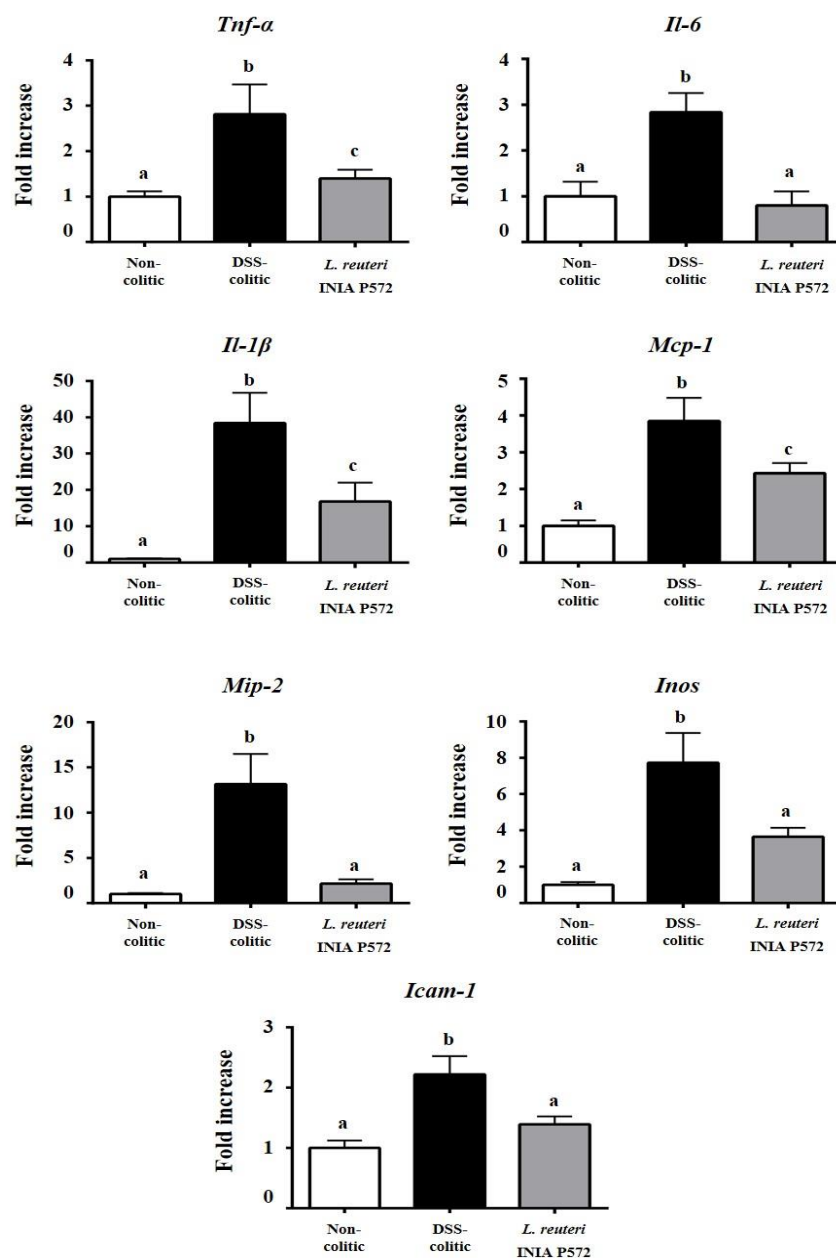 Tnf-α
Fold increase
4
3
2
1
0
a
b
c
Non-
colitic
DSS-
colitic
L. reuteri
INIA P572
Il-6
Fold increase
4
3
2
1
0
a
b
a
Non-
colitic
DSS-
colitic
L. reuteri
INIA P572
Il-1β
Fold increase
50
40
30
20
10
0
a
b
c
Non-
colitic
DSS-
colitic
L. reuteri
INIA P572
Mcp-1
Fold increase
5
4
3
2
1
0
a
b
c
Non-
colitic
DSS-
colitic
L. reuteri
INIA P572
Mip-2
Fold increase
20
15
10
5
0
a
b
a
Non-
colitic
DSS-
colitic
L. reuteri
INIA P572
Inos
Fold increase
10
8
6
4
2
0
a
b
a
Non-
colitic
DSS-
colitic
L. reuteri
INIA P572
Icam-1
Fold increase
3
2
1
0
a
b
a
Non-
colitic
DSS-
colitic
L. reuteri
INIA P572